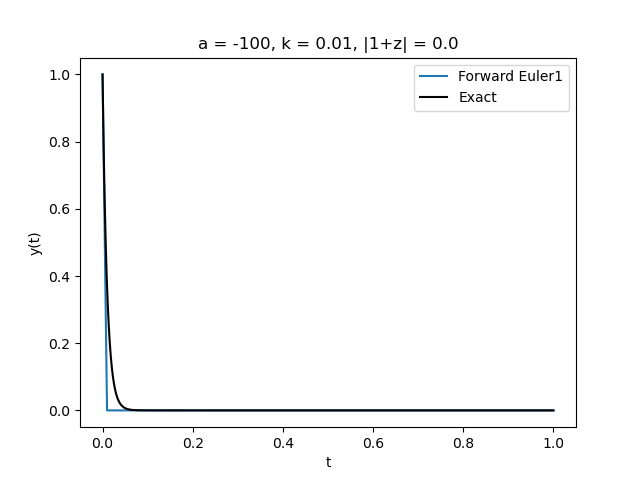 a = -100, k = 0.01, |1+z| = 0.0
Forward Euler1
Exact
y(t)
1.0
0.8
0.6
0.4
0.2
0.0
0.0 0.2 0.4 0.6 0.8 1.0
t